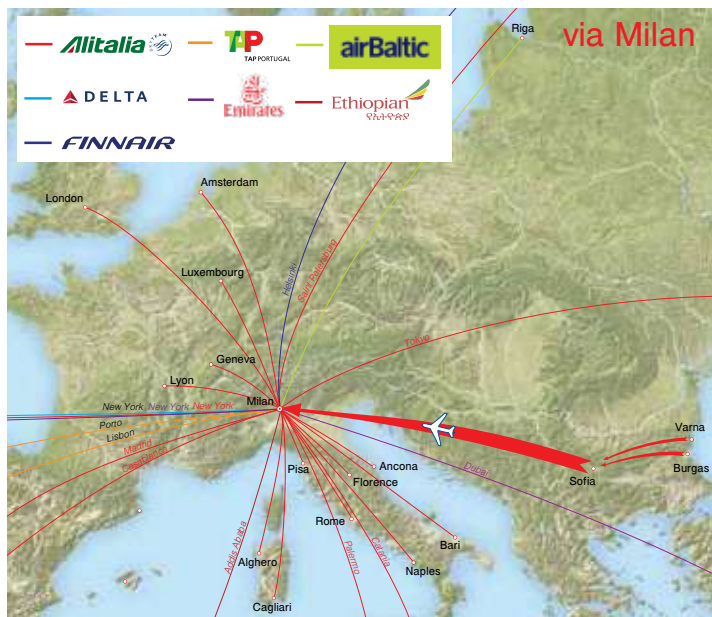 via Milan
Alitalia
SKYTEAM
TAP
TAP PORTUGAL
airBaltic
DELTA
Emirates
Ethiopian
የኢትዮጵያ
FINNAIR
Riga
Amsterdam
London
Luxembourg
Helsinki
Saint Petersburg
Tokyo
Geneva
Lyon
Milan
New York New York New York
Porto
Lisbon
Madrid
Casablanca
Varna
Burgas
Sofia
Dubai
Pisa
Ancona
Florence
Rome
Bari
Addis Ababa
Alghero
Palermo
Catania
Naples
Cagliari